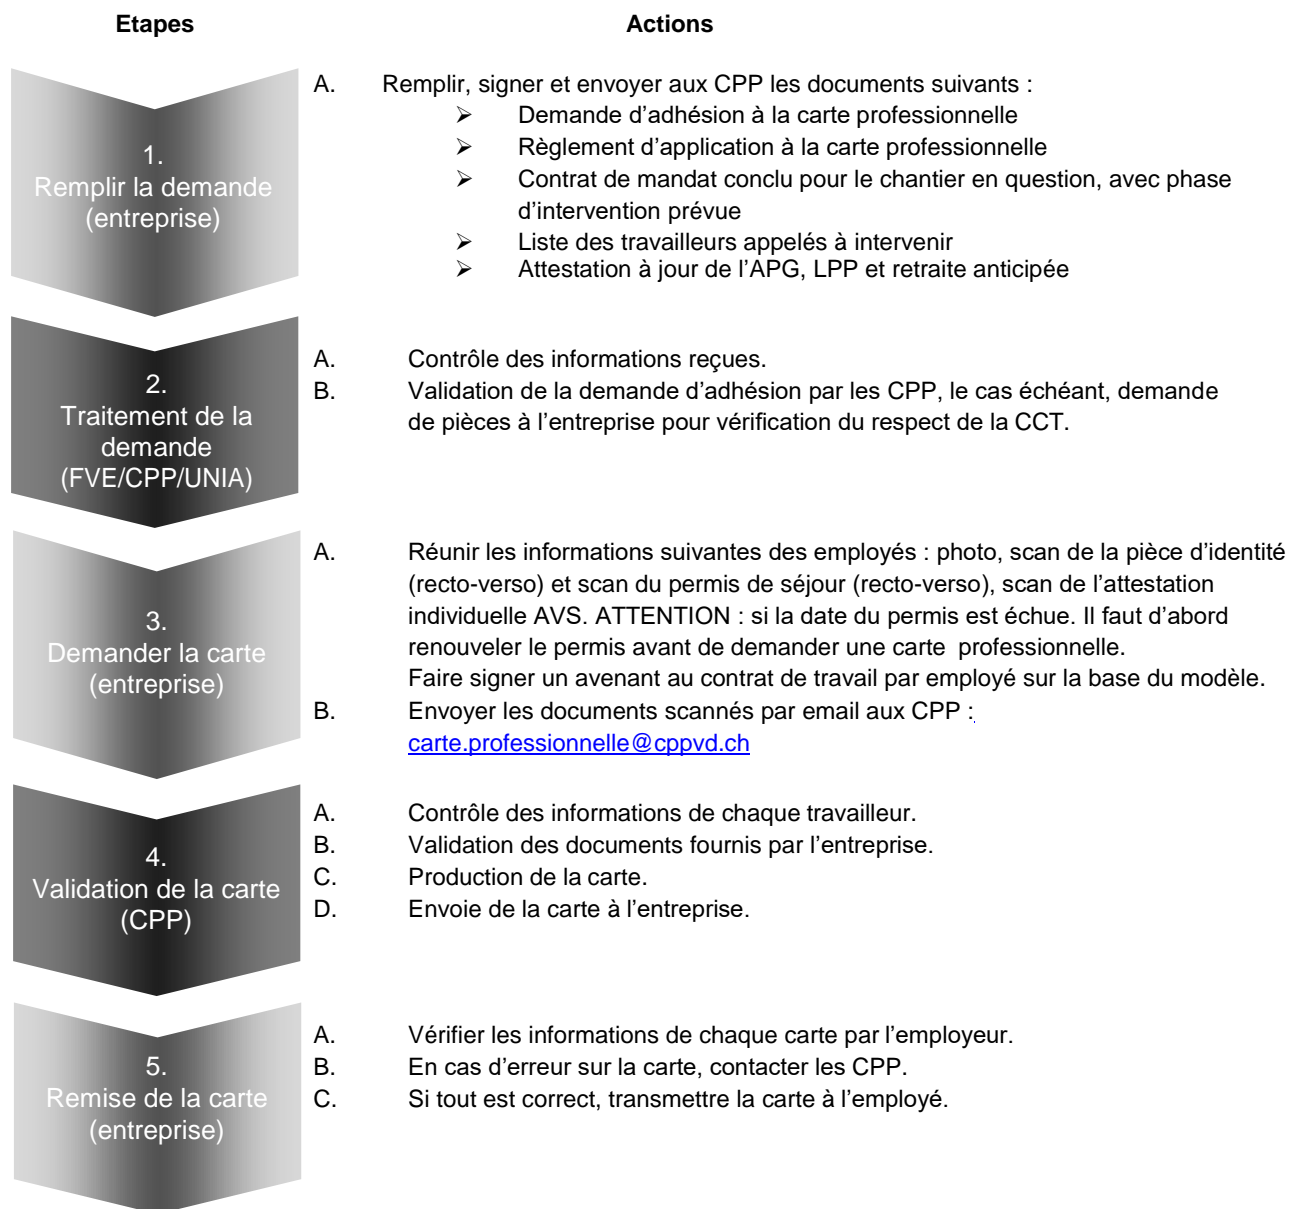 Etapes
Actions
1.
Remplir la demande
(entreprise)
A. Remplir, signer et envoyer aux CPP les documents suivants :
➢ Demande d’adhésion à la carte professionnelle
➢ Règlement d’application à la carte professionnelle
➢ Contrat de mandat conclu pour le chantier en question, avec phase
d’intervention prévue
➢ Liste des travailleurs appelés à intervenir
➢ Attestation à jour de l’APG, LPP et retraite anticipée
2.
Traitement de la
demande
(FVE/CPP/UNIA)
A. Contrôle des informations reçues.
B. Validation de la demande d’adhésion par les CPP, le cas échéant, demande
de pièces à l’entreprise pour vérification du respect de la CCT.
3.
Demander la carte
(entreprise)
A. Réunir les informations suivantes des employés : photo, scan de la pièce d’identité
(recto-verso) et scan du permis de séjour (recto-verso), scan de l’attestation
individuelle AVS. ATTENTION : si la date du permis est échue. Il faut d’abord
renouveler le permis avant de demander une carte  professionnelle.
Faire signer un avenant au contrat de travail par employé sur la base du modèle.
B. Envoyer les documents scannés par email aux CPP :
carte.professionnelle@cppvd.ch
4.
Validation de la carte
(CPP)
A. Contrôle des informations de chaque travailleur.
B. Validation des documents fournis par l’entreprise.
C. Production de la carte.
D. Envoie de la carte à l’entreprise.
5.
Remise de la carte
(entreprise)
A. Vérifier les informations de chaque carte par l’employeur.
B. En cas d’erreur sur la carte, contacter les CPP.
C. Si tout est correct, transmettre la carte à l’employé.